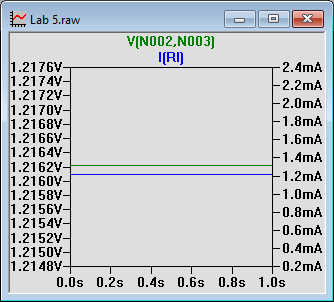 Lab 5.raw
V(N002,N003)
I(RI)
1.2176V
1.2174V
1.2172V
1.2170V
1.2168V
1.2166V
1.2164V
1.2162V
1.2160V
1.2158V
1.2156V
1.2154V
1.2152V
1.2150V
1.2148V
2.4mA
2.2mA
2.0mA
1.8mA
1.6mA
1.4mA
1.2mA
1.0mA
0.8mA
0.6mA
0.4mA
0.2mA
0.0s 0.2s 0.4s 0.6s 0.8s 1.0s